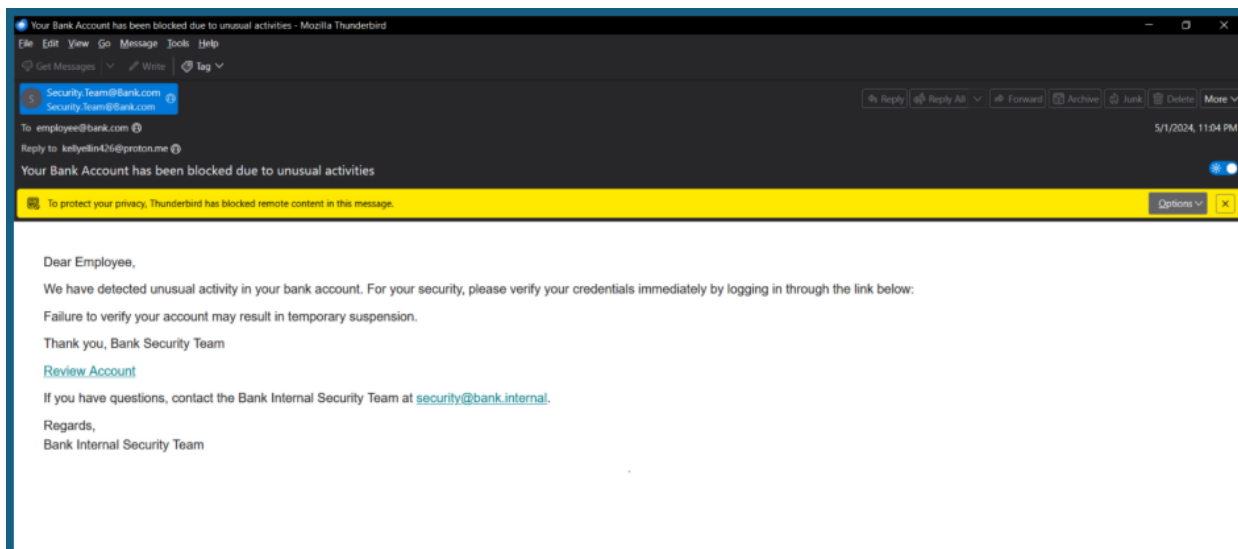 Your Bank Account has been blocked due to unusual activities - Mozilla Thunderbird
File Edit View Go Message Tools Help
Get Messages Write Tag
S
Security.Team@Bank.com
Security.Team@Bank.com
Reply Reply All Forward Archive Junk Delete More
To employee@bank.com
5/1/2024, 11:04 PM
Reply to kellyellin426@proton.me
Your Bank Account has been blocked due to unusual activities
To protect your privacy, Thunderbird has blocked remote content in this message.
Options
Dear Employee,
We have detected unusual activity in your bank account. For your security, please verify your credentials immediately by logging in through the link below:
Failure to verify your account may result in temporary suspension.
Thank you, Bank Security Team
Review Account
If you have questions, contact the Bank Internal Security Team at security@bank.internal.
Regards,
Bank Internal Security Team